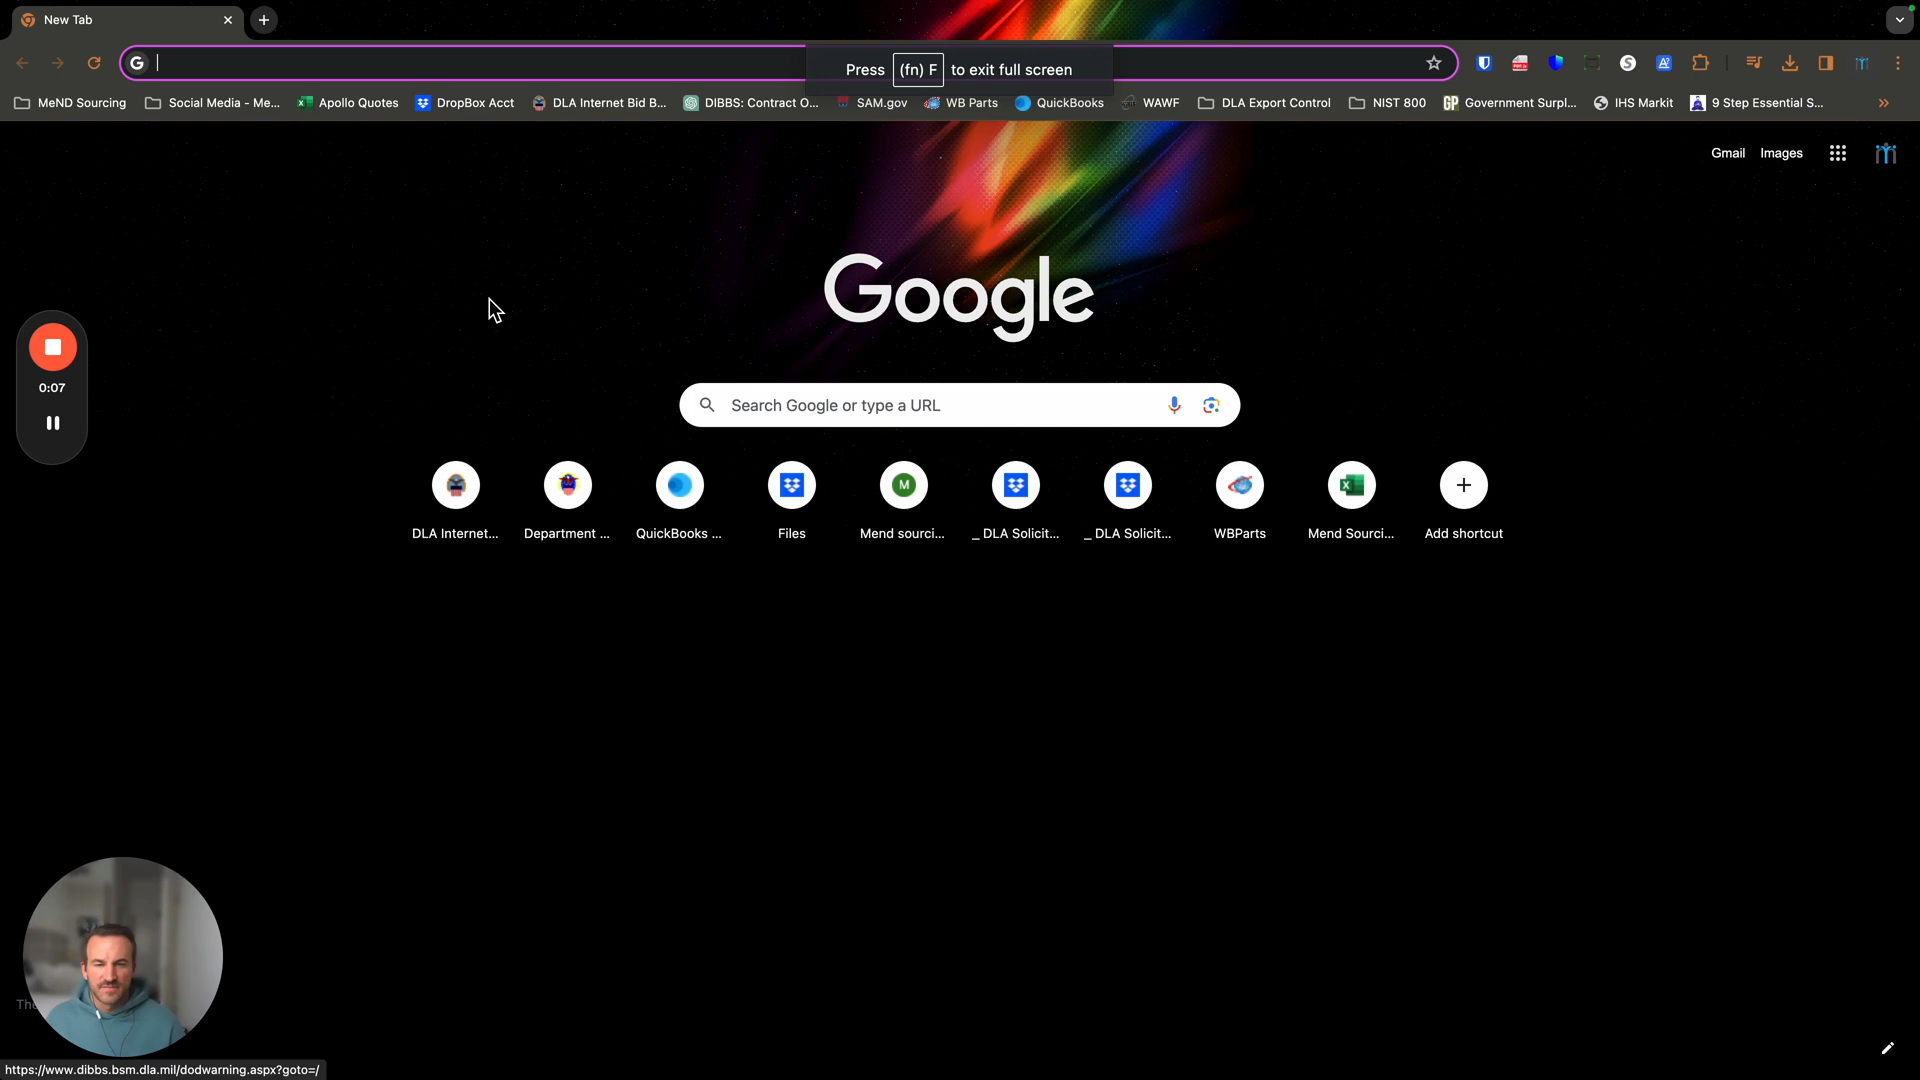 New Tab
Press (fn) F to exit full screen
MeND Sourcing
Social Media - Me...
Apollo Quotes
DropBox Acct
DLA Internet Bid B...
DIBBS: Contract O...
SAM.gov
WB Parts
QuickBooks
WAWF
DLA Export Control
NIST 800
GP Government Surpl...
IHS Markit
9 Step Essential S...
Gmail
Images
Google
0:07
Search Google or type a URL
M
DLA Internet...
Department ...
QuickBooks ...
Files
Mend sourci...
_ DLA Solicit...
_ DLA Solicit...
WBParts
Mend Sourci...
Add shortcut
https://www.dibbs.bsm.dla.mil/dodwarning.aspx?goto=/